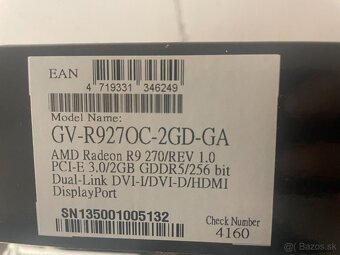 EAN
4 719331 346249
Model Name:
GV-R927OC-2GD-GA
AMD Radeon R9 270/REV 1.0
PCI-E 3.0/2GB GDDR5/256 bit
Dual-Link DVI-I/DVI-D/HDMI
DisplayPort
SN135001005132
Check Number
4160
Bazos.sk